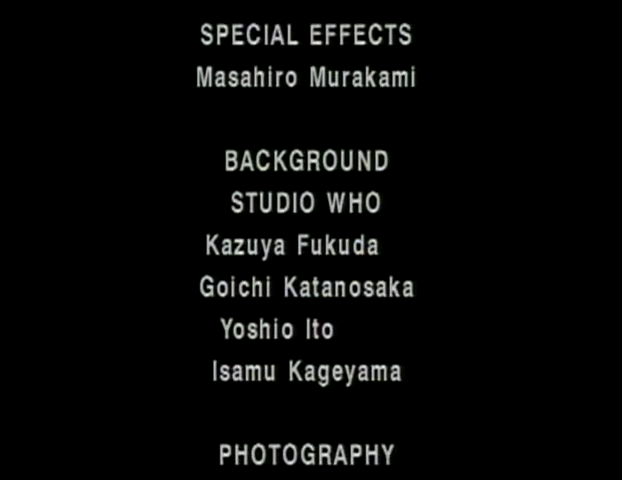 SPECIAL EFFECTS
Masahiro Murakami
BACKGROUND
STUDIO WHO
Kazuya Fukuda
Goichi Katanosaka
Yoshio Ito
Isamu Kageyama
PHOTOGRAPHY